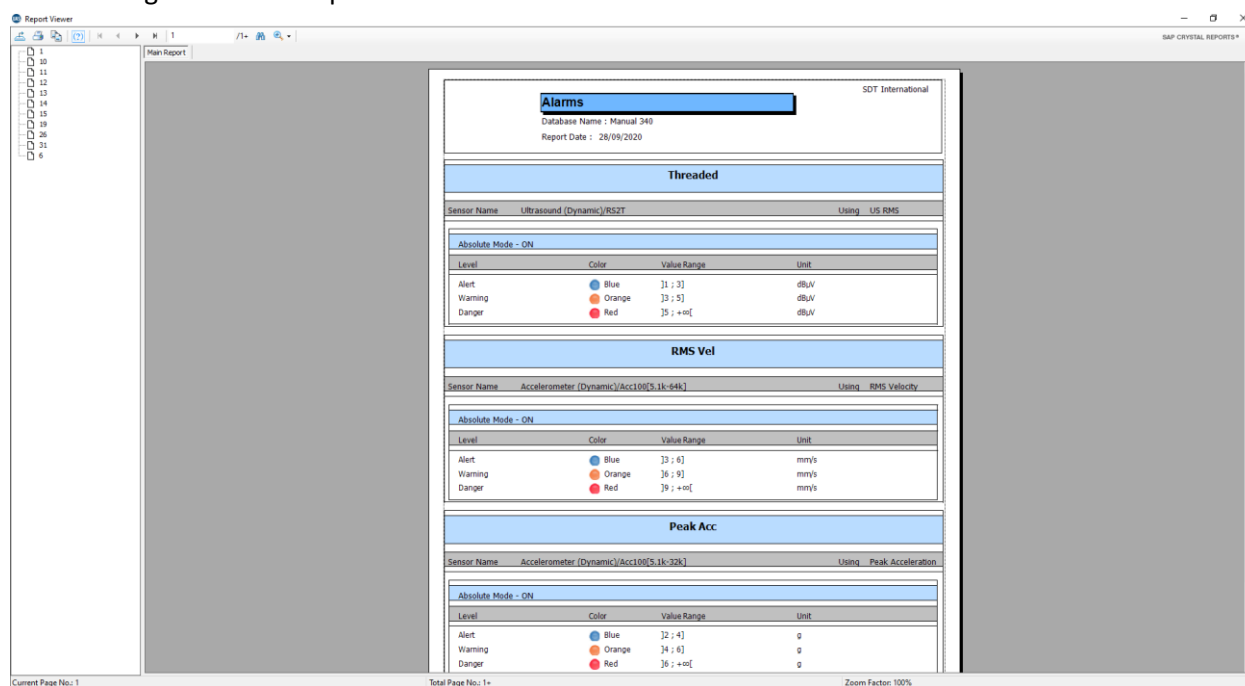 Report Viewer
1 /1+
SAP CRYSTAL REPORTS®
1
10
11
12
13
14
15
19
26
31
6
Main Report
SDT International
Alarms
Database Name : Manual 340
Report Date : 28/09/2020
Threaded
Sensor Name Ultrasound (Dynamic)/RS2T Using US RMS
Absolute Mode - ON
Level Color Value Range Unit
Alert Blue ]1 ; 3] dBµV
Warning Orange ]3 ; 5] dBµV
Danger Red ]5 ; +∞[ dBµV
RMS Vel
Sensor Name Accelerometer (Dynamic)/Acc100[5.1k-64k] Using RMS Velocity
Absolute Mode - ON
Level Color Value Range Unit
Alert Blue ]3 ; 6] mm/s
Warning Orange ]6 ; 9] mm/s
Danger Red ]9 ; +∞[ mm/s
Peak Acc
Sensor Name Accelerometer (Dynamic)/Acc100[5.1k-32k] Using Peak Acceleration
Absolute Mode - ON
Level Color Value Range Unit
Alert Blue ]2 ; 4] g
Warning Orange ]4 ; 6] g
Danger Red ]6 ; +∞[ g
Current Page No.: 1 Total Page No.: 1+ Zoom Factor: 100%